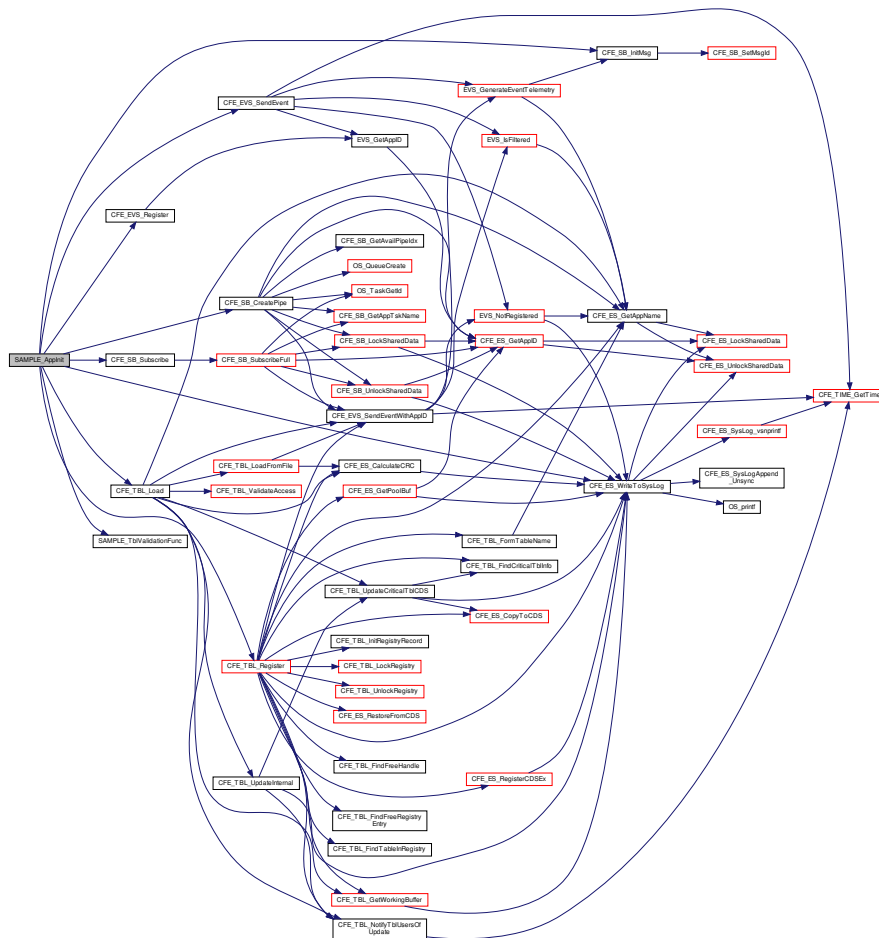 CFE_SB_InitMsg
CFE_SB_SetMsgId
EVS_GenerateEventTelemetry
CFE_EVS_SendEvent
EVS_GetAppID
EVS_IsFiltered
CFE_EVS_Register
CFE_SB_GetAvailPipeIdx
OS_QueueCreate
OS_TaskGetId
CFE_SB_CreatePipe
CFE_SB_GetAppTskName
EVS_NotRegistered
CFE_ES_GetAppName
SAMPLE_AppInit
CFE_SB_Subscribe
CFE_SB_SubscribeFull
CFE_SB_LockSharedData
CFE_ES_GetAppID
CFE_ES_LockSharedData
CFE_ES_UnlockSharedData
CFE_SB_UnlockSharedData
CFE_TIME_GetTime
CFE_EVS_SendEventWithAppID
CFE_ES_SysLog_vsnprintf
CFE_TBL_LoadFromFile
CFE_ES_CalculateCRC
CFE_ES_SysLogAppend
_Unsync
CFE_TBL_Load
CFE_TBL_ValidateAccess
CFE_ES_GetPoolBuf
CFE_ES_WriteToSysLog
OS_printf
SAMPLE_TblValidationFunc
CFE_TBL_FormTableName
CFE_TBL_FindCriticalTblInfo
CFE_TBL_UpdateCriticalTblCDS
CFE_ES_CopyToCDS
CFE_TBL_InitRegistryRecord
CFE_TBL_Register
CFE_TBL_LockRegistry
CFE_TBL_UnlockRegistry
CFE_ES_RestoreFromCDS
CFE_TBL_FindFreeHandle
CFE_TBL_UpdateInternal
CFE_ES_RegisterCDSEx
CFE_TBL_FindFreeRegistry
Entry
CFE_TBL_FindTableInRegistry
CFE_TBL_GetWorkingBuffer
CFE_TBL_NotifyTblUsersOf
Update